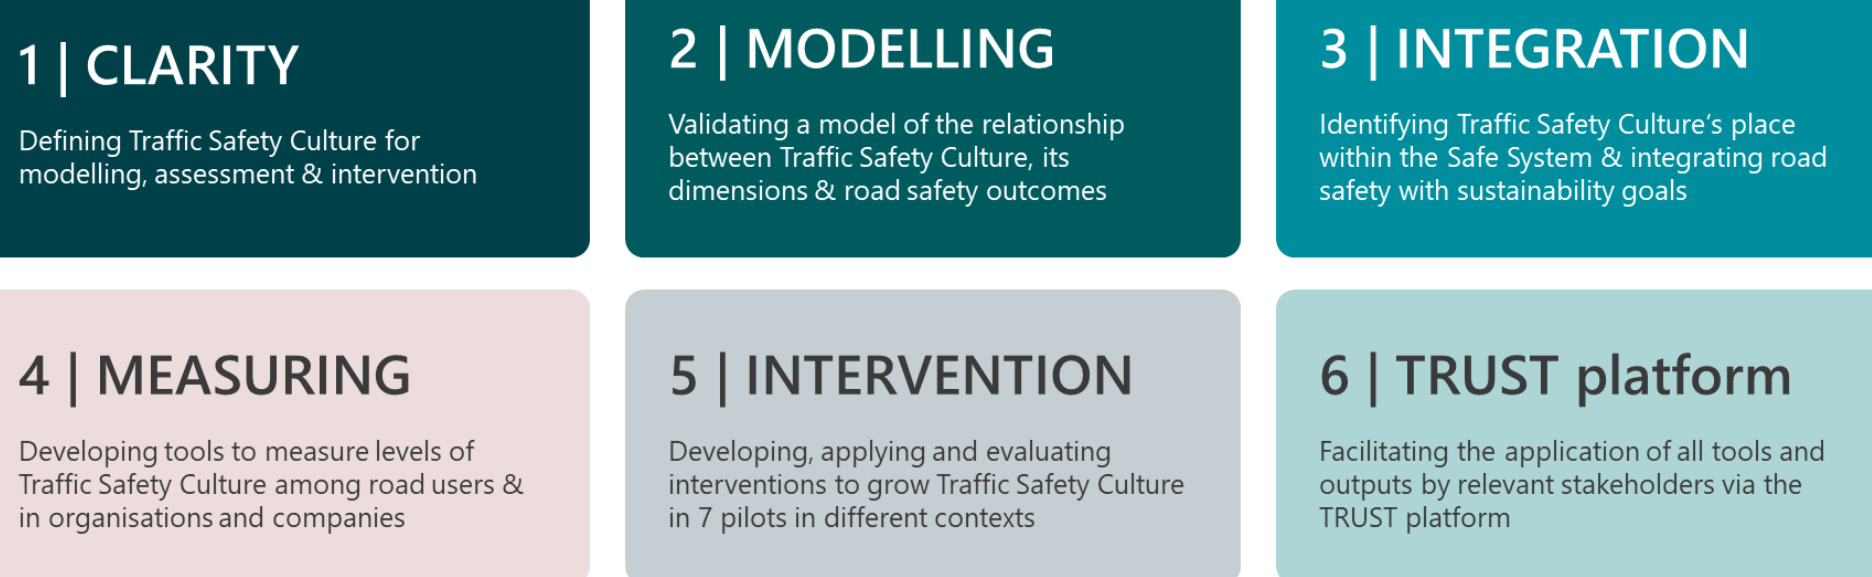 1 | CLARITY
Defining Traffic Safety Culture for
modelling, assessment & intervention
2 | MODELLING
Validating a model of the relationship
between Traffic Safety Culture, its
dimensions & road safety outcomes
3 | INTEGRATION
Identifying Traffic Safety Culture's place
within the Safe System & integrating road
safety with sustainability goals
4 | MEASURING
Developing tools to measure levels of
Traffic Safety Culture among road users &
in organisations and companies
5 | INTERVENTION
Developing, applying and evaluating
interventions to grow Traffic Safety Culture
in 7 pilots in different contexts
6 | TRUST platform
Facilitating the application of all tools and
outputs by relevant stakeholders via the
TRUST platform